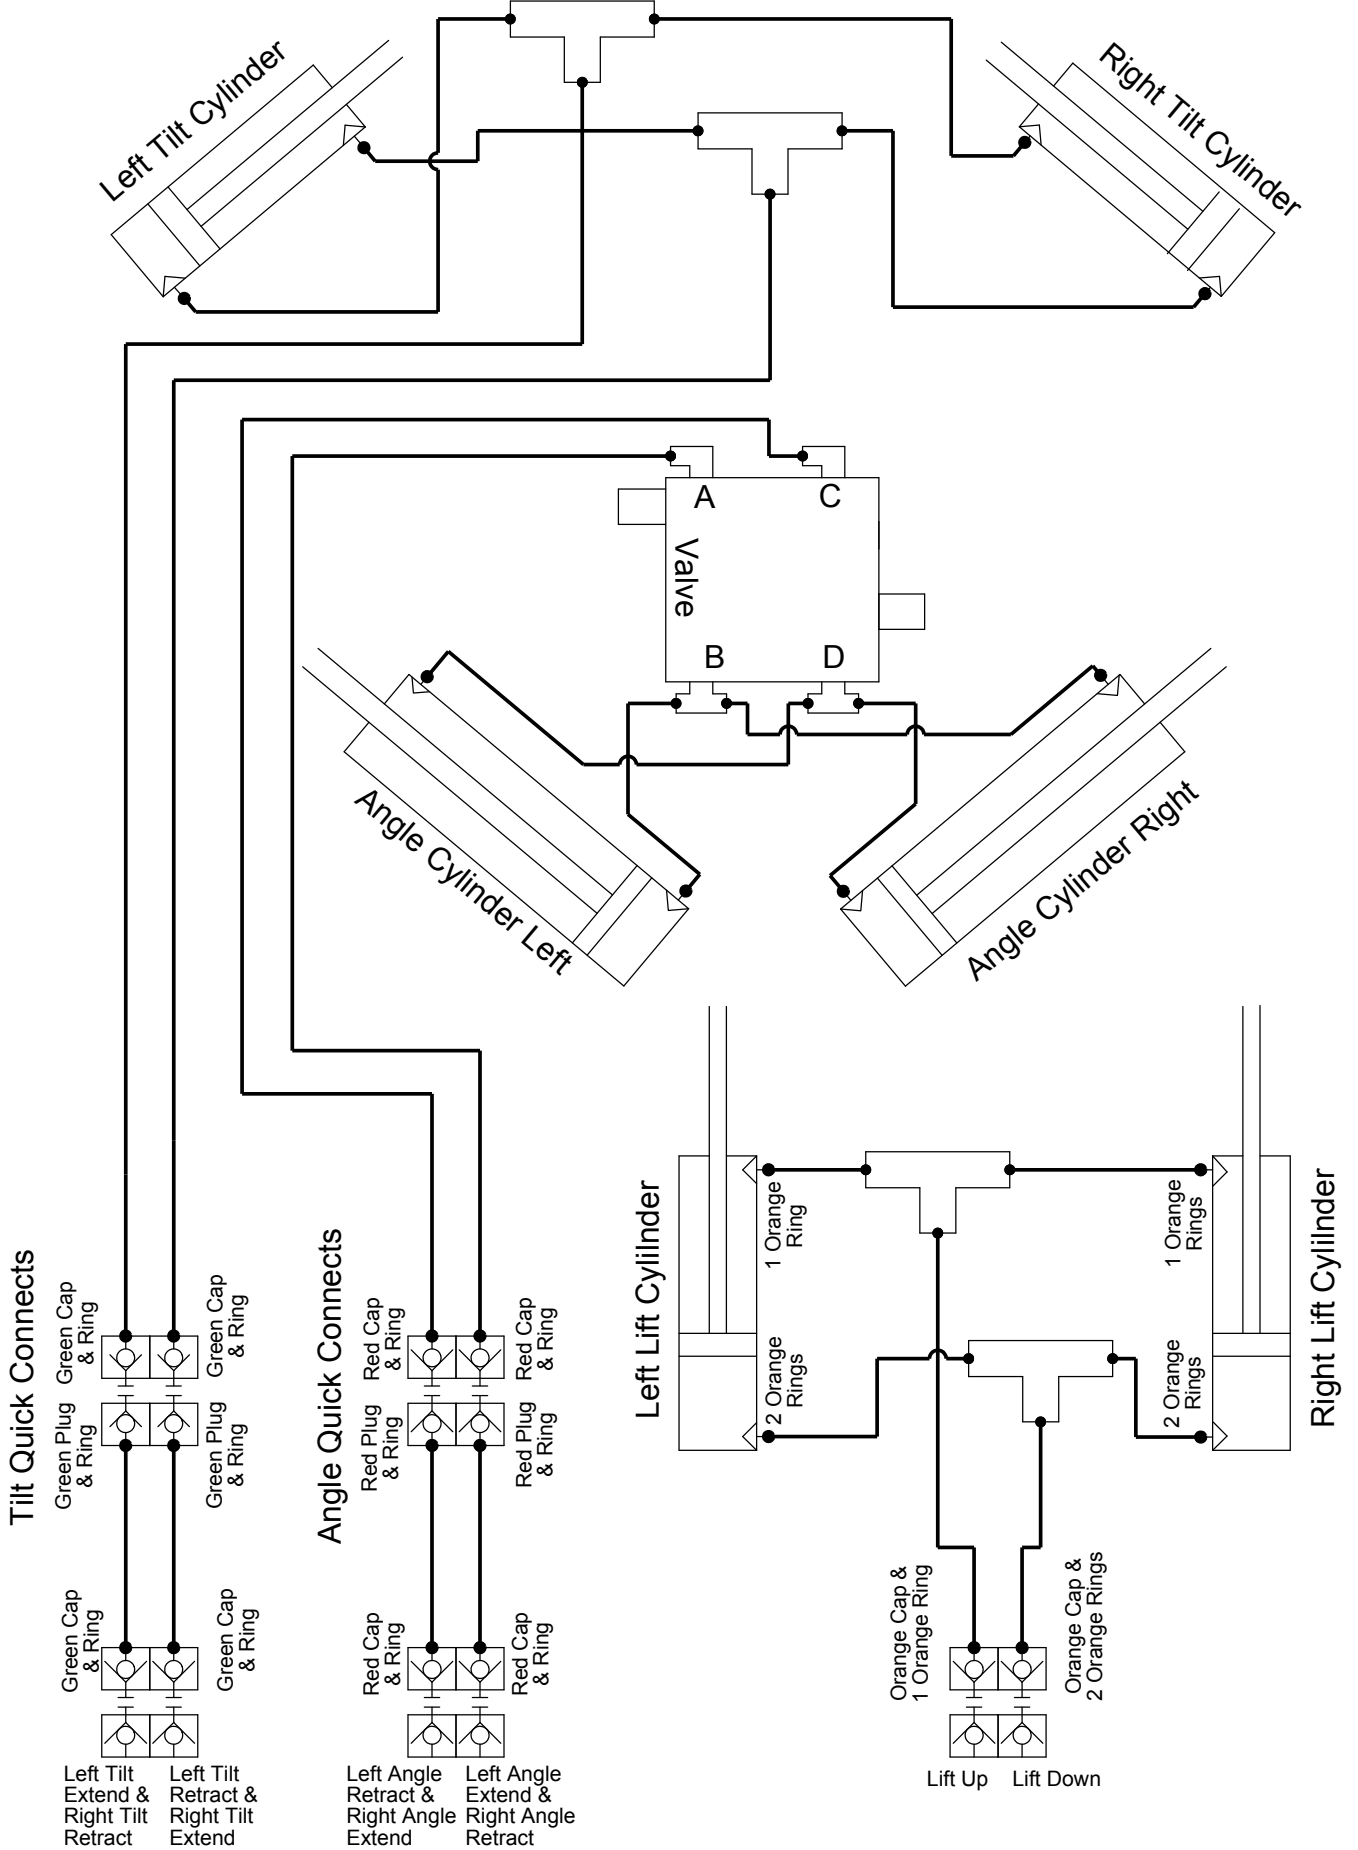 Left Tilt Cylinder
Right Tilt Cylinder
A
C
Valve
B
D
Angle Cylinder Left
Angle Cylinder Right
Left Lift Cylilnder
1 Orange
Ring
2 Orange
Rings
1 Orange
Rings
2 Orange
Rings
Right Lift Cylilnder
Tilt Quick Connects
Green Cap
& Ring
Green Cap
& Ring
Green Plug
& Ring
Green Plug
& Ring
Green Cap
& Ring
Green Cap
& Ring
Left Tilt
Extend &
Right Tilt
Retract
Left Tilt
Retract &
Right Tilt
Extend
Angle Quick Connects
Red Cap
& Ring
Red Cap
& Ring
Red Plug
& Ring
Red Plug
& Ring
Red Cap
& Ring
Red Cap
& Ring
Left Angle
Retract &
Right Angle
Extend
Left Angle
Extend &
Right Angle
Retract
Orange Cap &
1 Orange Ring
Orange Cap &
2 Orange Rings
Lift Up
Lift Down